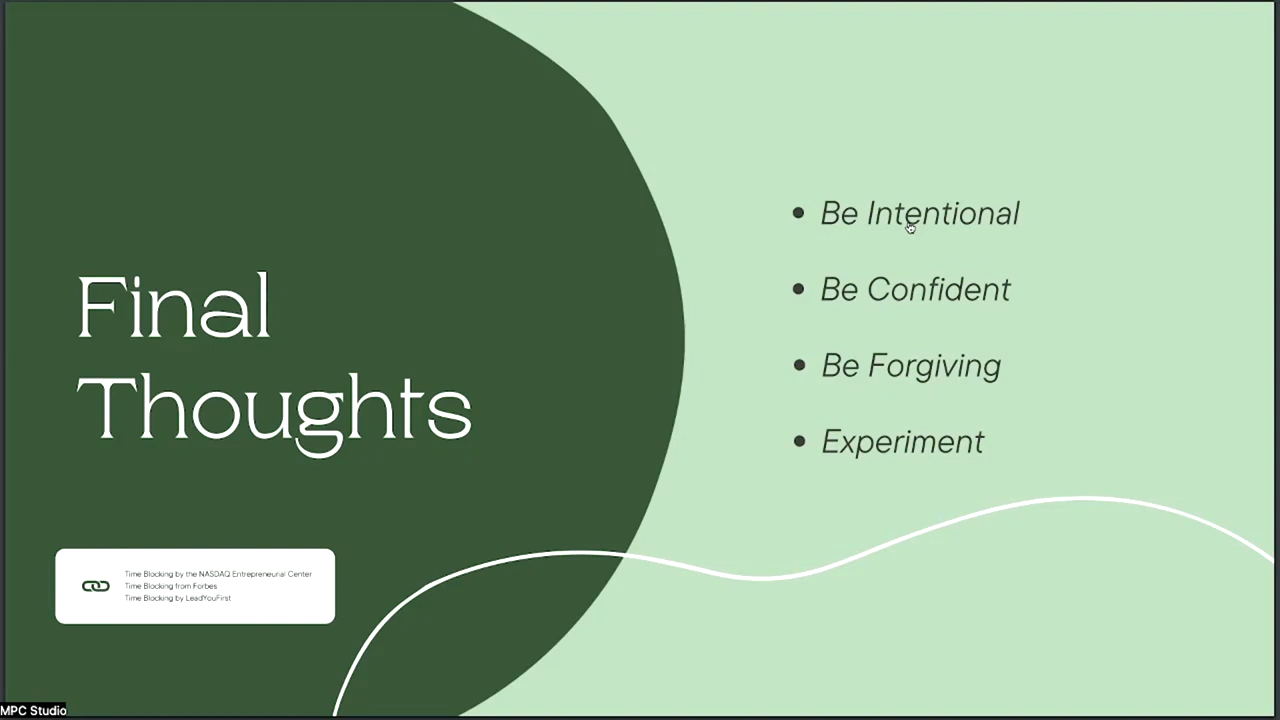 Final
Thoughts
• Be Intentional
• Be Confident
• Be Forgiving
• Experiment
Time Blocking by the NASDAQ Entrepreneurial Center
Time Blocking from Forbes
Time Blocking by LeadYouFirst
MPC Studio